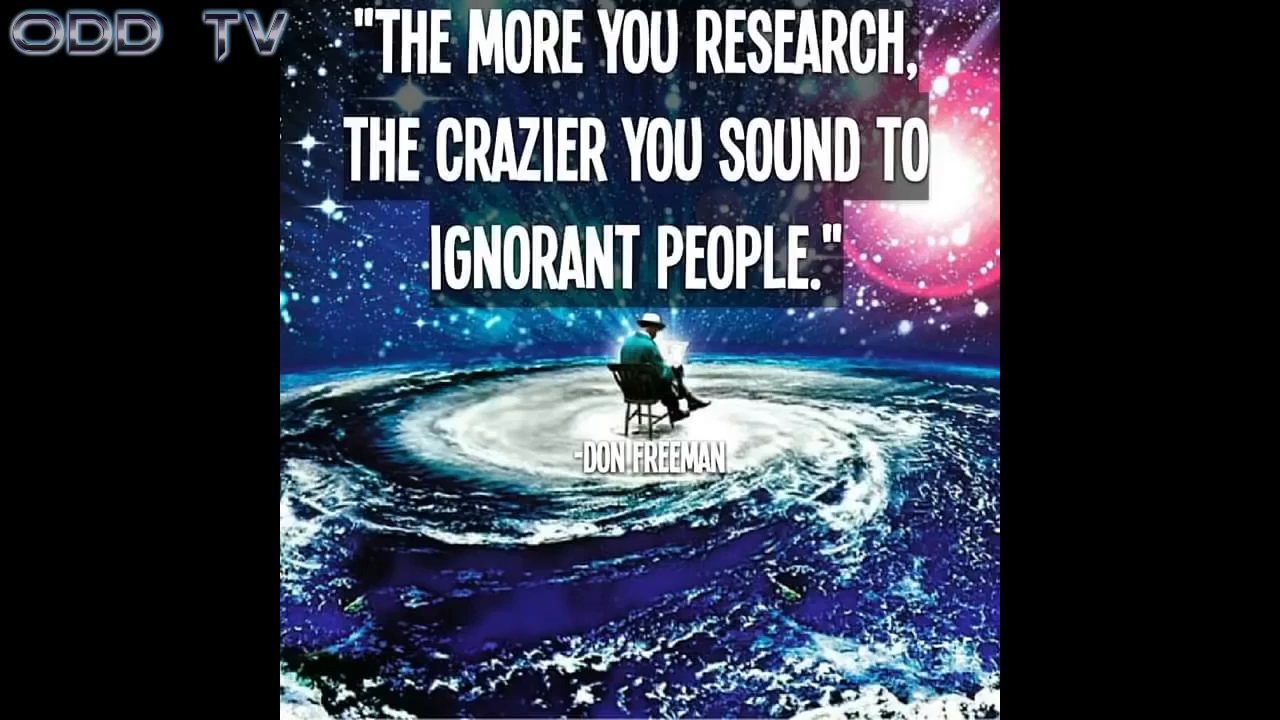 ODD TV
"THE MORE YOU RESEARCH,
THE CRAZIER YOU SOUND TO
IGNORANT PEOPLE."
-DON FREEMAN